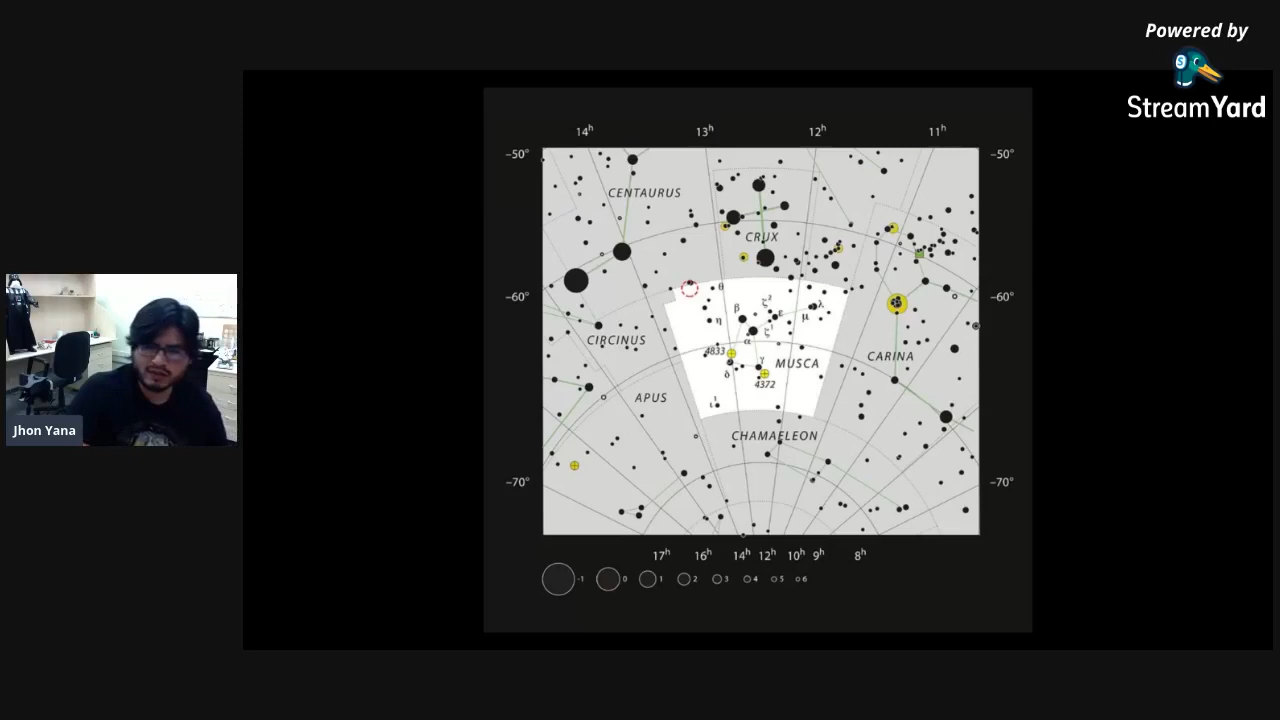 Powered by
StreamYard
14h 13h 12h 11h
–50° –50°
CENTAURUS
CRUX
θ
–60° –60°
λ
ζ2
β
ε
μ
η
ζ1
CIRCINUS
α
4833
CARINA
γ
MUSCA
δ
4372
APUS
ι1
Jhon Yana
CHAMAELEON
–70° –70°
17h 16h 14h 12h 10h 9h 8h
-1 0 1 2 3 4 5 6